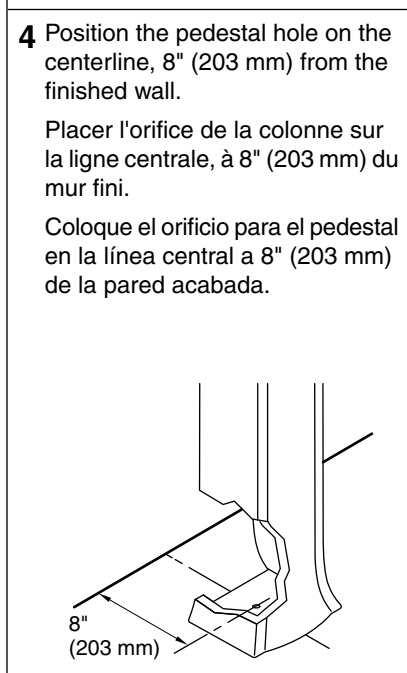 4 Position the pedestal hole on the
centerline, 8" (203 mm) from the
finished wall.
Placer l'orifice de la colonne sur
la ligne centrale, à 8" (203 mm) du
mur fini.
Coloque el orificio para el pedestal
en la línea central a 8" (203 mm)
de la pared acabada.
8"
(203 mm)